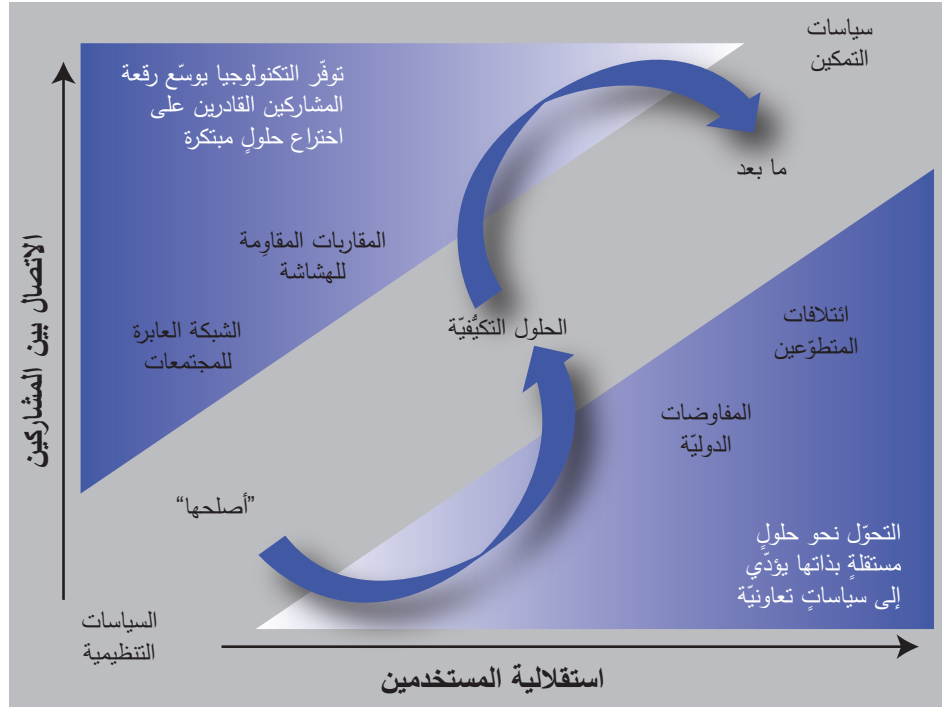 سياسات
التمكين
توفّر التكنولوجيا يوسّع رقعة
المشاركين القادرين على
اختراع حلولٍ مبتكرة
ما بعد
المقاربات المقاوِمة
للهشاشة
الشبكة العابرة
للمجتمعات
الحلول التكيُّفيّة
ائتلافات
المتطوّعين
المفاوضات
الدوليّة
"أصلحها"
التحوّل نحو حلولٍ
مستقلةٍ بذاتها يؤدّي
إلى سياساتٍ تعاونيّة
السياسات
التنظيمية
الاتصال بين المشاركين
استقلالية المستخدمين